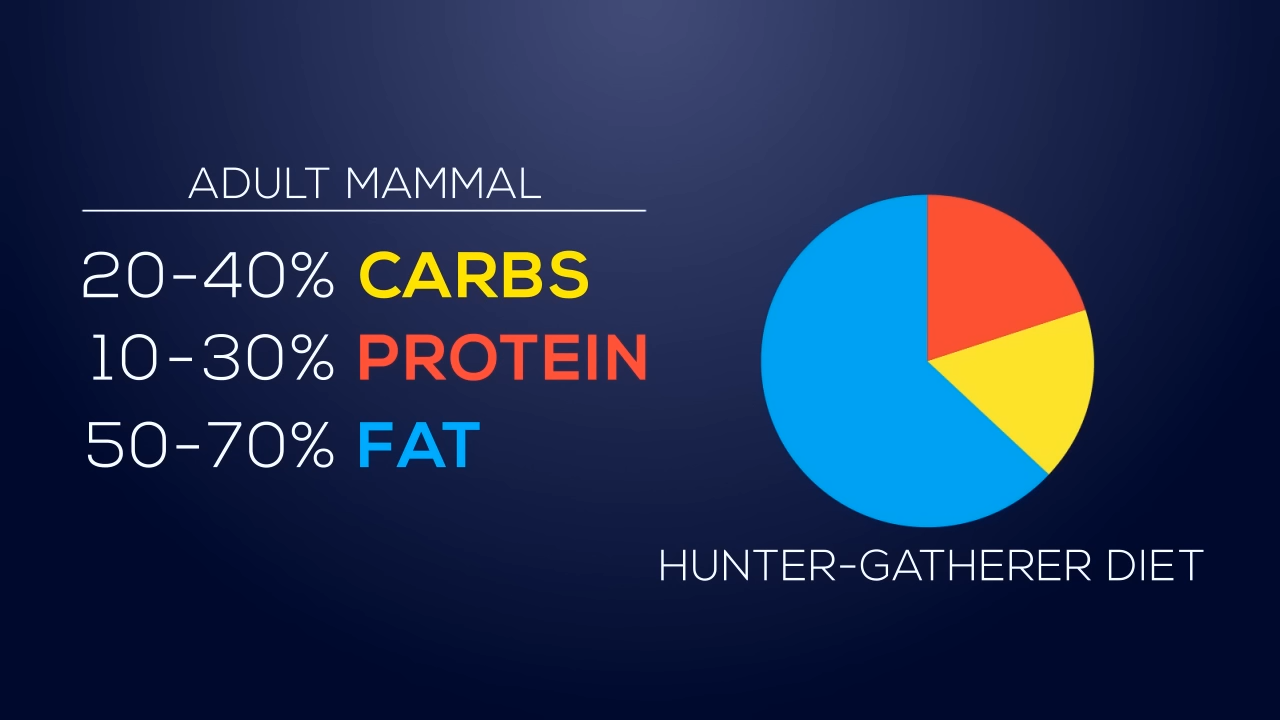 ADULT MAMMAL
20-40% CARBS
10-30% PROTEIN
50-70% FAT
HUNTER-GATHERER DIET